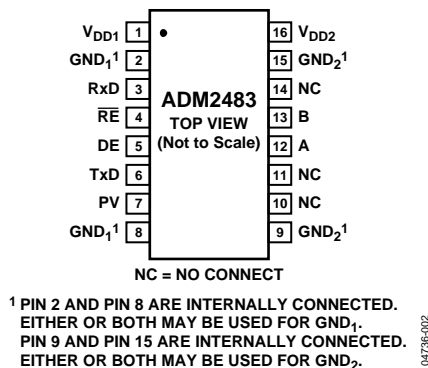 VDD1 1 16 VDD2
GND1¹ 2 15 GND2¹
RxD 3 14 NC
ADM2483
R̅E̅ 4 13 B
TOP VIEW
DE 5 (Not to Scale) 12 A
TxD 6 11 NC
PV 7 10 NC
GND1¹ 8 9 GND2¹
NC = NO CONNECT
¹ PIN 2 AND PIN 8 ARE INTERNALLY CONNECTED.
EITHER OR BOTH MAY BE USED FOR GND1.
PIN 9 AND PIN 15 ARE INTERNALLY CONNECTED.
EITHER OR BOTH MAY BE USED FOR GND2.
04736-002